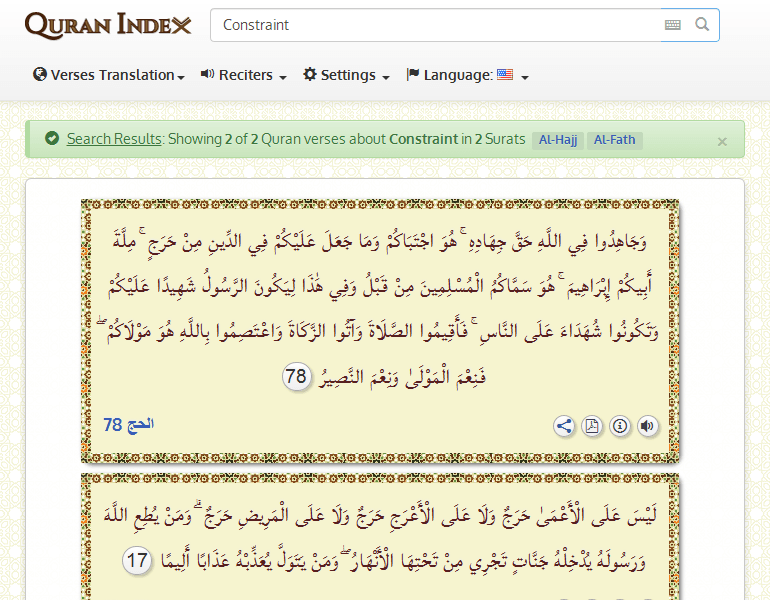 QURAN INDEX
Constraint
Verses Translation Reciters Settings Language:
Search Results: Showing 2 of 2 Quran verses about Constraint in 2 Surats Al-Hajj Al-Fath ×
وَجَاهِدُوا فِي اللَّهِ حَقَّ جِهَادِهِ ۚ هُوَ اجْتَبَاكُمْ وَمَا جَعَلَ عَلَيْكُمْ فِي الدِّينِ مِنْ حَرَجٍ ۚ مِلَّةَ
أَبِيكُمْ إِبْرَاهِيمَ ۚ هُوَ سَمَّاكُمُ الْمُسْلِمِينَ مِنْ قَبْلُ وَفِي هَٰذَا لِيَكُونَ الرَّسُولُ شَهِيدًا عَلَيْكُمْ
وَتَكُونُوا شُهَدَاءَ عَلَى النَّاسِ ۚ فَأَقِيمُوا الصَّلَاةَ وَآتُوا الزَّكَاةَ وَاعْتَصِمُوا بِاللَّهِ هُوَ مَوْلَاكُمْ ۖ
فَنِعْمَ الْمَوْلَىٰ وَنِعْمَ النَّصِيرُ 78
الحج 78
لَيْسَ عَلَى الْأَعْمَىٰ حَرَجٌ وَلَا عَلَى الْأَعْرَجِ حَرَجٌ وَلَا عَلَى الْمَرِيضِ حَرَجٌ ۗ وَمَنْ يُطِعِ اللَّهَ
وَرَسُولَهُ يُدْخِلْهُ جَنَّاتٍ تَجْرِي مِنْ تَحْتِهَا الْأَنْهَارُ ۖ وَمَنْ يَتَوَلَّ يُعَذِّبْهُ عَذَابًا أَلِيمًا 17